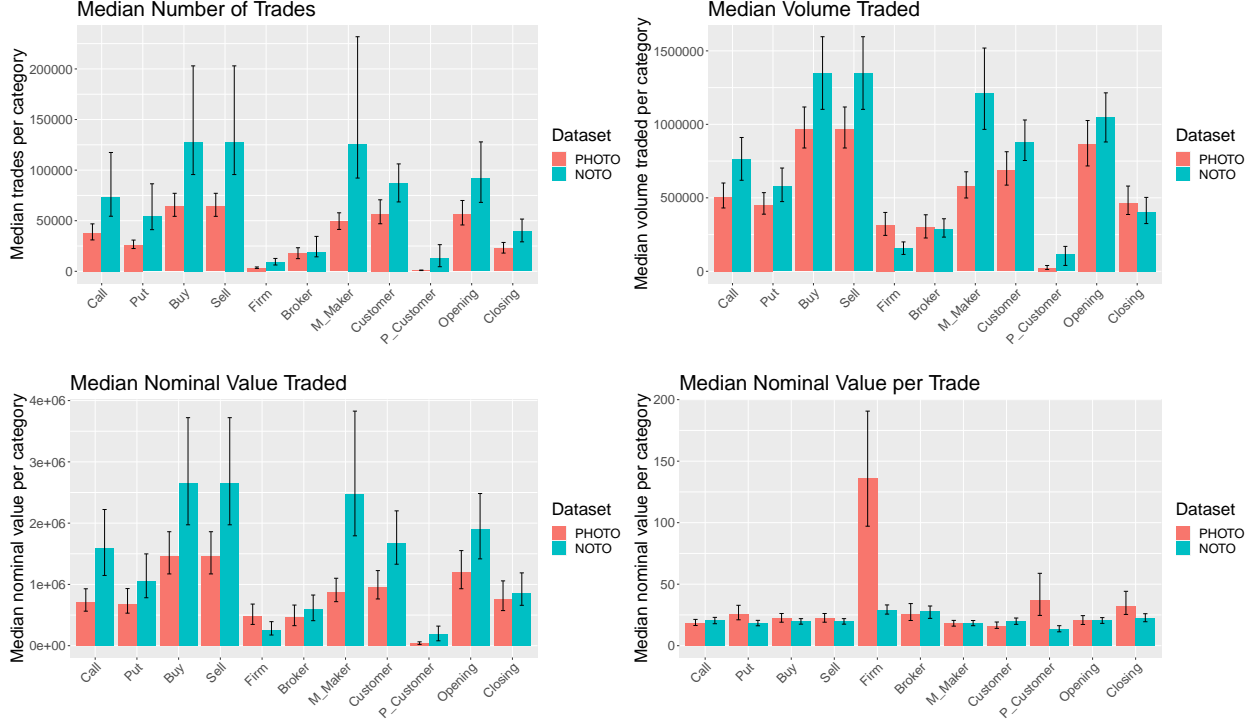 Median Number of Trades
Median trades per category
200000
150000
100000
50000
0
Call
Put
Buy
Sell
Firm
Broker
M_Maker
Customer
P_Customer
Opening
Closing
Dataset
PHOTO
NOTO
Median Volume Traded
Median volume traded per category
1500000
1000000
500000
0
Call
Put
Buy
Sell
Firm
Broker
M_Maker
Customer
P_Customer
Opening
Closing
Dataset
PHOTO
NOTO
Median Nominal Value Traded
Median nominal value per category
4e+06
3e+06
2e+06
1e+06
0e+00
Call
Put
Buy
Sell
Firm
Broker
M_Maker
Customer
P_Customer
Opening
Closing
Dataset
PHOTO
NOTO
Median Nominal Value per Trade
Median nominal value per category
200
150
100
50
0
Call
Put
Buy
Sell
Firm
Broker
M_Maker
Customer
P_Customer
Opening
Closing
Dataset
PHOTO
NOTO